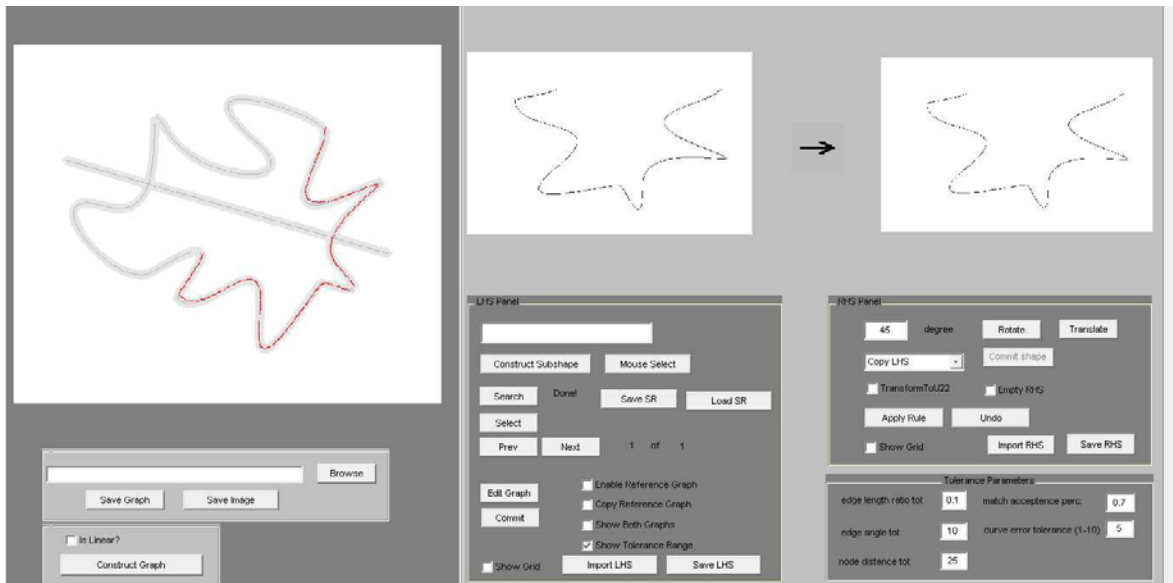 LHS Panel
Construct Subshape Mouse Select
Search Done! Save SR Load SR
Select
Prev Next 1 of 1
Edit Graph Enable Reference Graph
Copy Reference Graph
Commit
Show Both Graphs
Show Tolerance Range
Show Grid Import LHS Save LHS
RHS Panel
45 degree Rotate Translate
Copy LHS Commit shape
TransformToU22 Empty RHS
Apply Rule Undo
Show Grid Import RHS Save RHS
Tolerance Parameters
edge length ratio tol: 0.1 match acceptence perc: 0.7
edge angle tol: 10 curve error tolerance (1-10) 5
node distance tol: 25
Browse
Save Graph Save Image
Is Linear?
Construct Graph